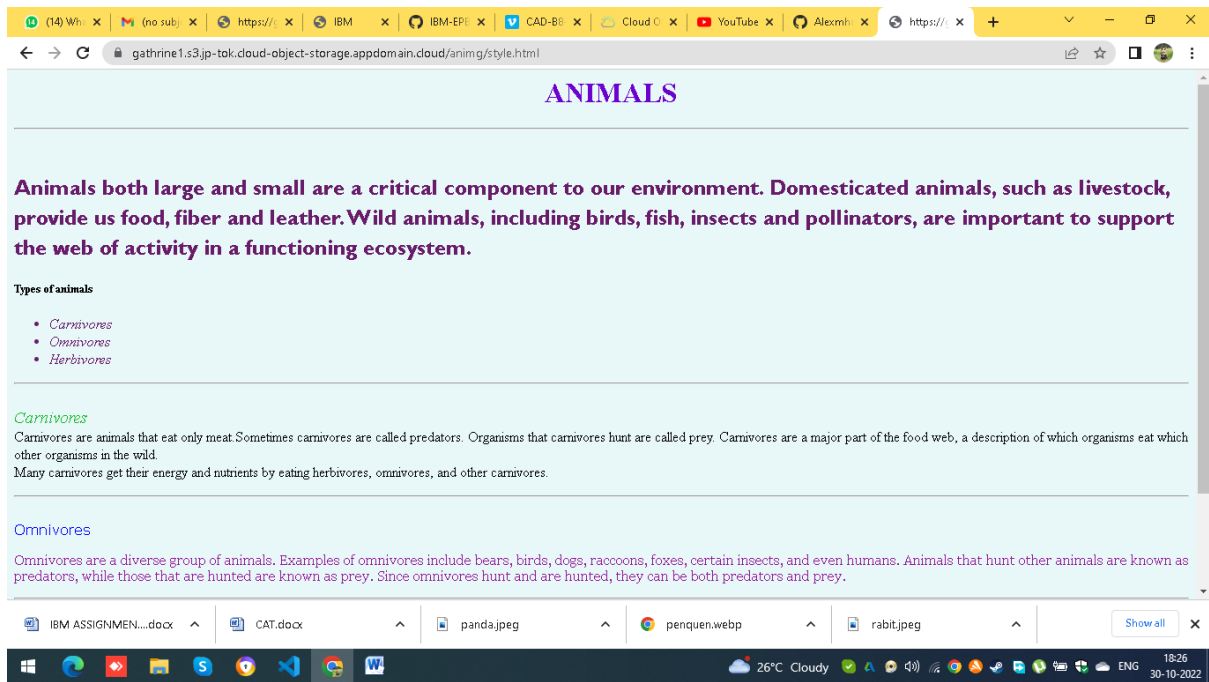 (14) Wh
(no subj
https://
IBM
IBM-EPB
CAD-B8
Cloud O
YouTube
Alexmh
https://
gathrine1.s3.jp-tok.cloud-object-storage.appdomain.cloud/animg/style.html
ANIMALS
Animals both large and small are a critical component to our environment. Domesticated animals, such as livestock,
provide us food, fiber and leather. Wild animals, including birds, fish, insects and pollinators, are important to support
the web of activity in a functioning ecosystem.
Types of animals
• Carnivores
• Omnivores
• Herbivores
Carnivores
Carnivores are animals that eat only meat.Sometimes carnivores are called predators. Organisms that carnivores hunt are called prey. Carnivores are a major part of the food web, a description of which organisms eat which
other organisms in the wild.
Many carnivores get their energy and nutrients by eating herbivores, omnivores, and other carnivores.
Omnivores
Omnivores are a diverse group of animals. Examples of omnivores include bears, birds, dogs, raccoons, foxes, certain insects, and even humans. Animals that hunt other animals are known as
predators, while those that are hunted are known as prey. Since omnivores hunt and are hunted, they can be both predators and prey.
IBM ASSIGNMEN....docx
CAT.docx
panda.jpeg
penquen.webp
rabit.jpeg
Show all
26°C Cloudy
ENG
18:26
30-10-2022